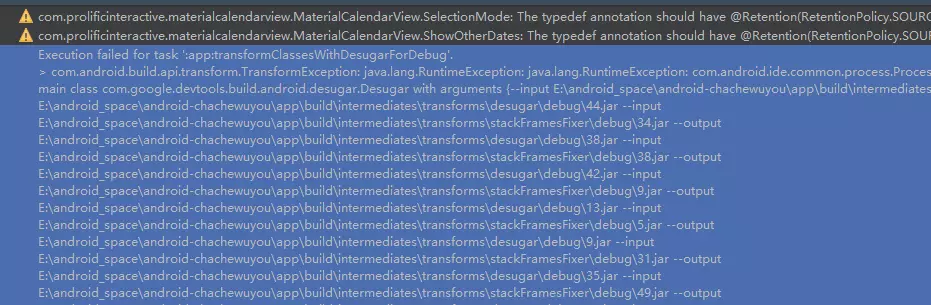 com.prolificinteractive.materialcalendarview.MaterialCalendarView.SelectionMode: The typedef annotation should have @Retention(RetentionPolicy.SOURC
com.prolificinteractive.materialcalendarview.MaterialCalendarView.ShowOtherDates: The typedef annotation should have @Retention(RetentionPolicy.SOU
Execution failed for task ':app:transformClassesWithDesugarForDebug'.
> com.android.build.api.transform.TransformException: java.lang.RuntimeException: java.lang.RuntimeException: com.android.ide.common.process.Proces
main class com.google.devtools.build.android.desugar.Desugar with arguments {--input E:\android_space\android-chachewuyou\app\build\intermediates
E:\android_space\android-chachewuyou\app\build\intermediates\transforms\desugar\debug\44.jar --input
E:\android_space\android-chachewuyou\app\build\intermediates\transforms\stackFramesFixer\debug\34.jar --output
E:\android_space\android-chachewuyou\app\build\intermediates\transforms\desugar\debug\38.jar --input
E:\android_space\android-chachewuyou\app\build\intermediates\transforms\stackFramesFixer\debug\38.jar --output
E:\android_space\android-chachewuyou\app\build\intermediates\transforms\desugar\debug\42.jar --input
E:\android_space\android-chachewuyou\app\build\intermediates\transforms\stackFramesFixer\debug\9.jar --output
E:\android_space\android-chachewuyou\app\build\intermediates\transforms\desugar\debug\13.jar --input
E:\android_space\android-chachewuyou\app\build\intermediates\transforms\stackFramesFixer\debug\5.jar --output
E:\android_space\android-chachewuyou\app\build\intermediates\transforms\desugar\debug\9.jar --input
E:\android_space\android-chachewuyou\app\build\intermediates\transforms\stackFramesFixer\debug\31.jar --output
E:\android_space\android-chachewuyou\app\build\intermediates\transforms\desugar\debug\35.jar --input
E:\android_space\android-chachewuyou\app\build\intermediates\transforms\stackFramesFixer\debug\49.jar --output